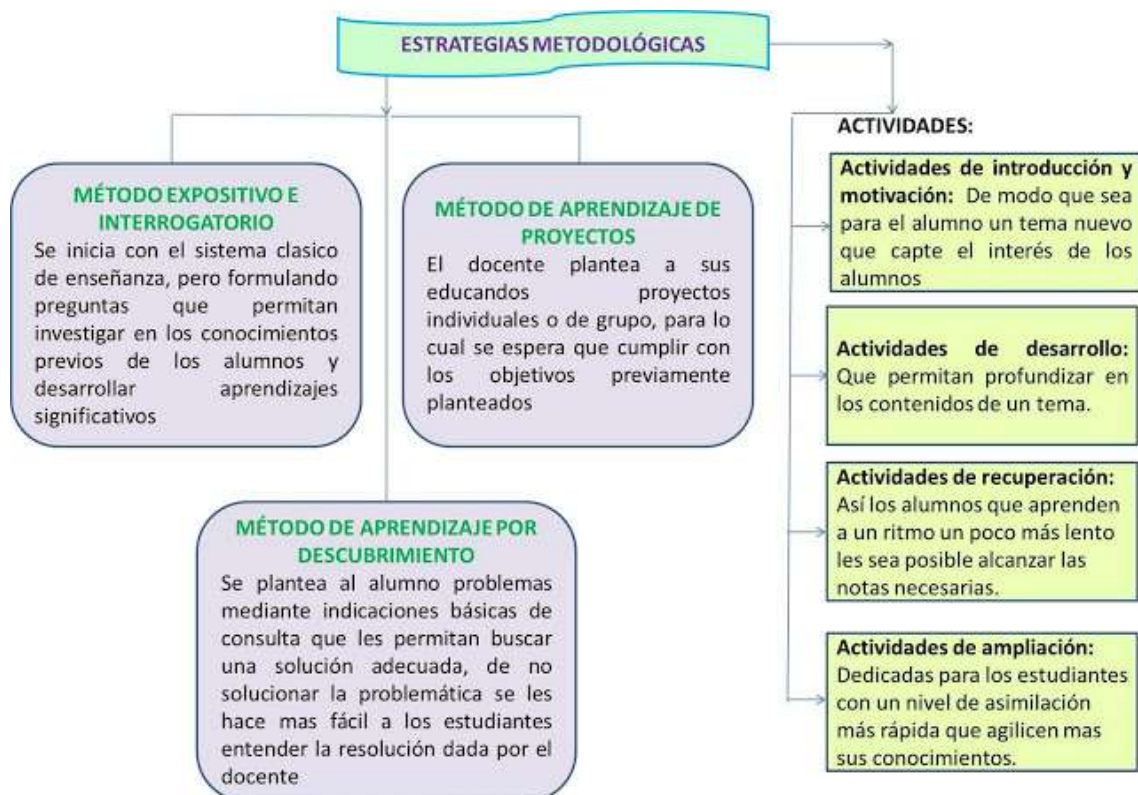 ESTRATEGIAS METODOLÓGICAS
MÉTODO EXPOSITIVO E
INTERROGATORIO
Se inicia con el sistema clasico
de enseñanza, pero formulando
preguntas que permitan
investigar en los conocimientos
previos de los alumnos y
desarrollar aprendizajes
significativos
MÉTODO DE APRENDIZAJE DE
PROYECTOS
El docente plantea a sus
educandos proyectos
individuales o de grupo, para lo
cual se espera que cumplir con
los objetivos previamente
planteados
MÉTODO DE APRENDIZAJE POR
DESCUBRIMIENTO
Se plantea al alumno problemas
mediante indicaciones básicas de
consulta que les permitan buscar
una solución adecuada, de no
solucionar la problemática se les
hace mas fácil a los estudiantes
entender la resolución dada por el
docente
ACTIVIDADES:
Actividades de introducción y
motivación: De modo que sea
para el alumno un tema nuevo
que capte el interés de los
alumnos
Actividades de desarrollo:
Que permitan profundizar en
los contenidos de un tema.
Actividades de recuperación:
Así los alumnos que aprenden
a un ritmo un poco más lento
les sea posible alcanzar las
notas necesarias.
Actividades de ampliación:
Dedicadas para los estudiantes
con un nivel de asimilación
más rápida que agilicen mas
sus conocimientos.